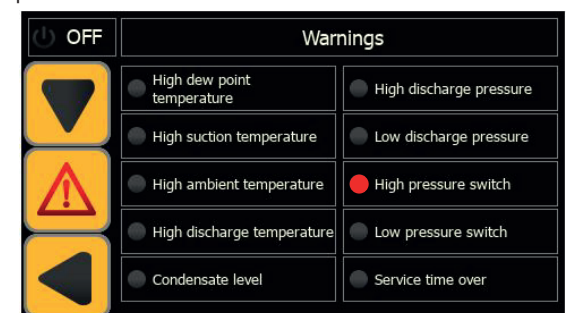 OFF
Warnings
High dew point
temperature
High discharge pressure
High suction temperature
Low discharge pressure
High ambient temperature
High pressure switch
High discharge temperature
Low pressure switch
Condensate level
Service time over